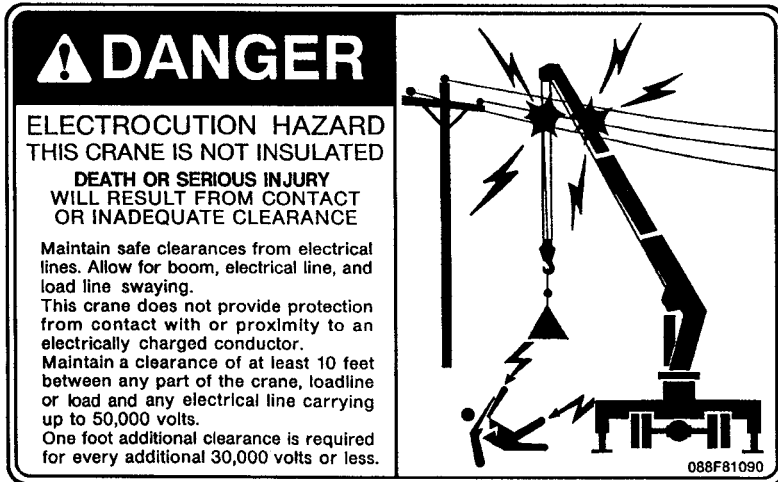 DANGER
ELECTROCUTION HAZARD
THIS CRANE IS NOT INSULATED
DEATH OR SERIOUS INJURY
WILL RESULT FROM CONTACT
OR INADEQUATE CLEARANCE
Maintain safe clearances from electrical
lines. Allow for boom, electrical line, and
load line swaying.
This crane does not provide protection
from contact with or proximity to an
electrically charged conductor.
Maintain a clearance of at least 10 feet
between any part of the crane, loadline
or load and any electrical line carrying
up to 50,000 volts.
One foot additional clearance is required
for every additional 30,000 volts or less.
088F81090